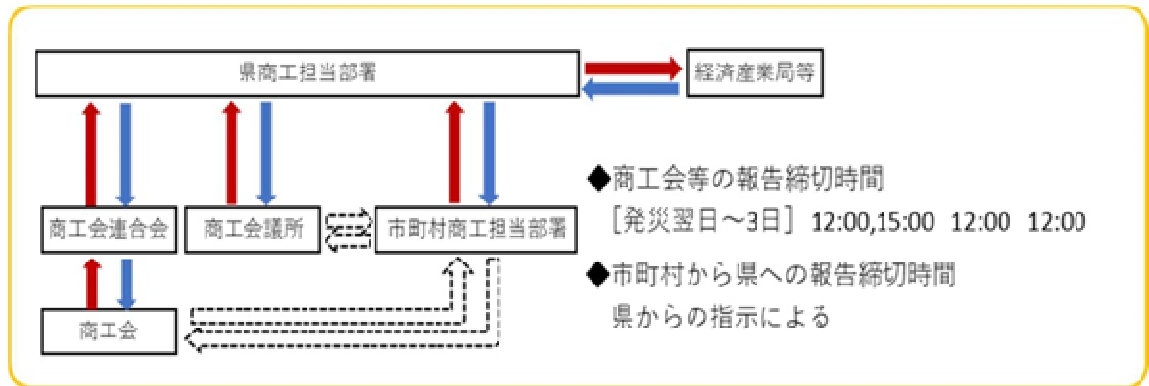 県商工担当部署
経済産業局等
商工会連合会
商工会議所
市町村商工担当部署
商工会
◆商工会等の報告締切時間
[発災翌日～3日] 12:00,15:00 12:00 12:00
◆市町村から県への報告締切時間
県からの指示による